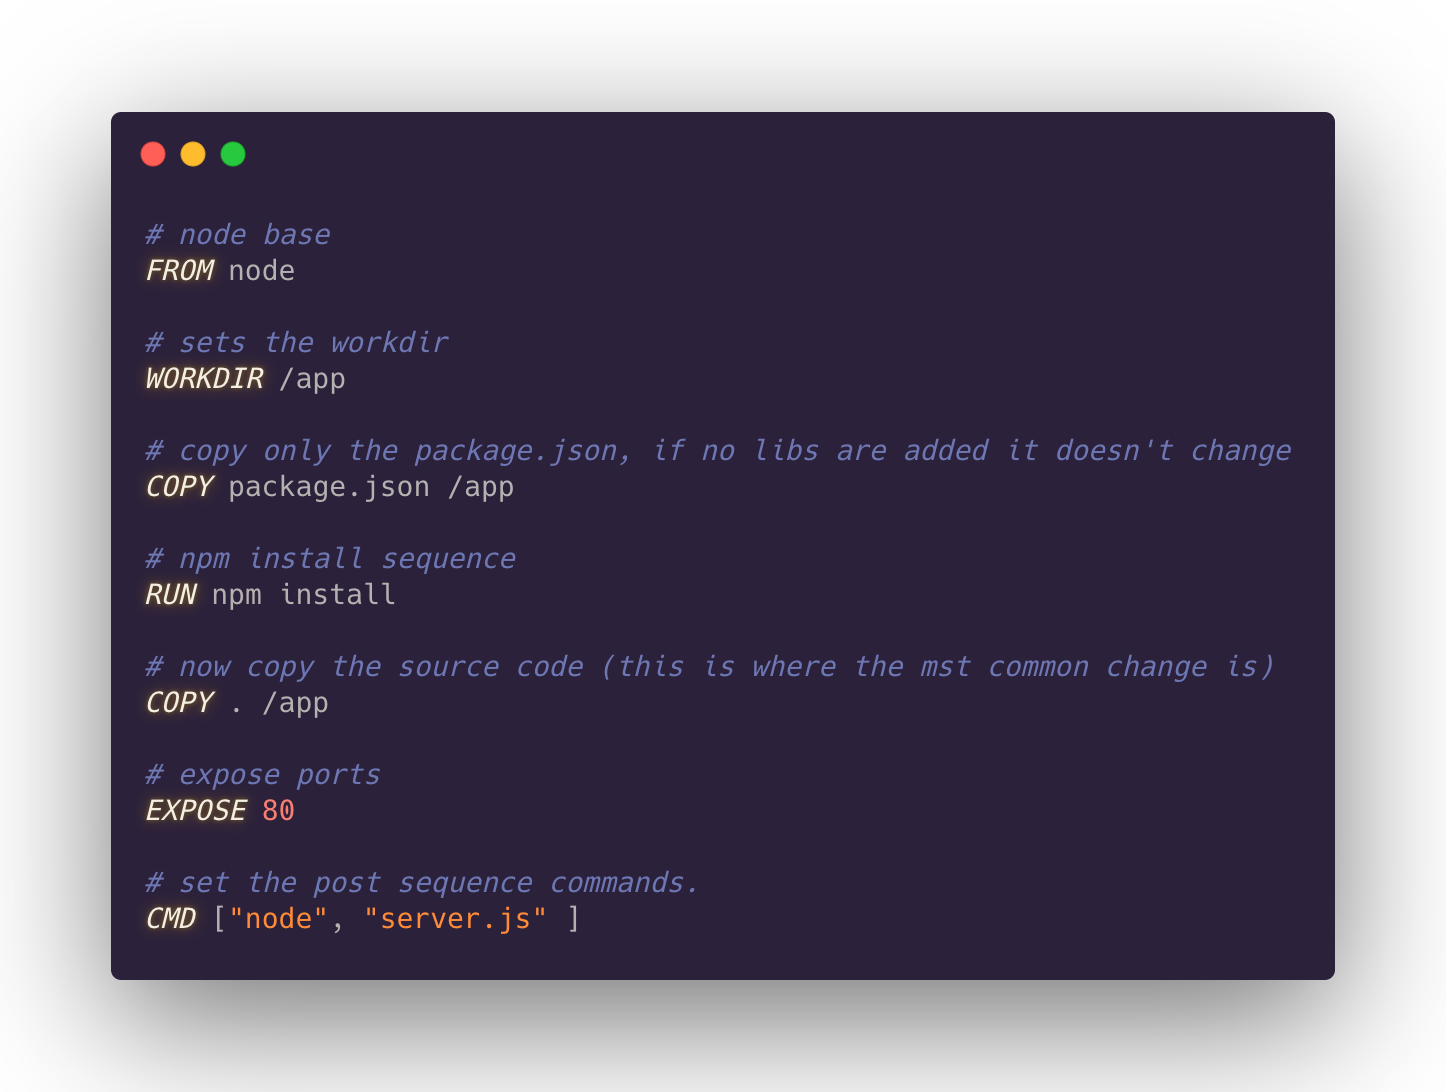 # node base
FROM node
# sets the workdir
WORKDIR /app
# copy only the package.json, if no libs are added it doesn't change
COPY package.json /app
# npm install sequence
RUN npm install
# now copy the source code (this is where the mst common change is)
COPY . /app
# expose ports
EXPOSE 80
# set the post sequence commands.
CMD ["node", "server.js" ]